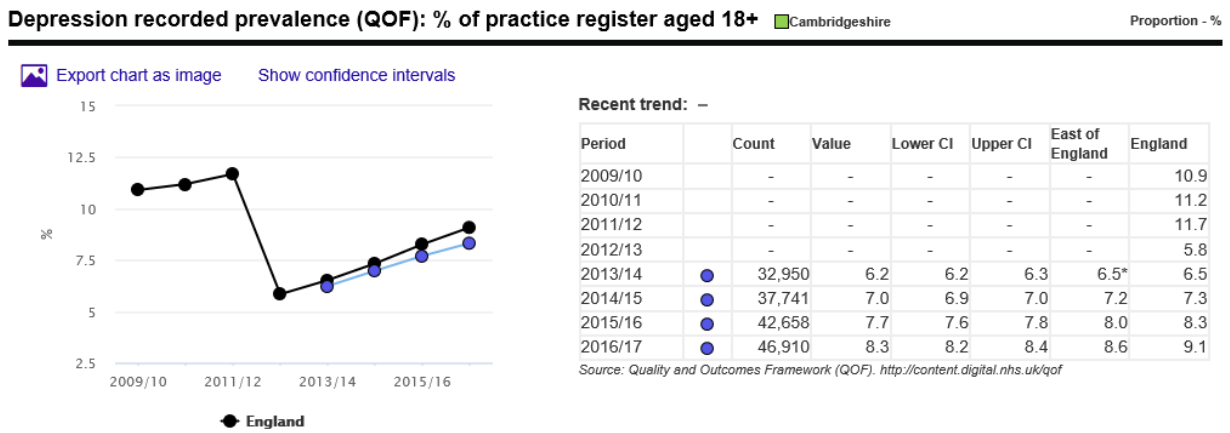 Depression recorded prevalence (QOF): % of practice register aged 18+ Cambridgeshire Proportion - %
Export chart as image Show confidence intervals
15
12.5
10
7.5
5
2.5
%
2009/10 2011/12 2013/14 2015/16
England
Recent trend: –
Period Count Value Lower CI Upper CI East of England England
2009/10 - - - - - 10.9
2010/11 - - - - - 11.2
2011/12 - - - - - 11.7
2012/13 - - - - - 5.8
2013/14 32,950 6.2 6.2 6.3 6.5* 6.5
2014/15 37,741 7.0 6.9 7.0 7.2 7.3
2015/16 42,658 7.7 7.6 7.8 8.0 8.3
2016/17 46,910 8.3 8.2 8.4 8.6 9.1
Source: Quality and Outcomes Framework (QOF). http://content.digital.nhs.uk/qof